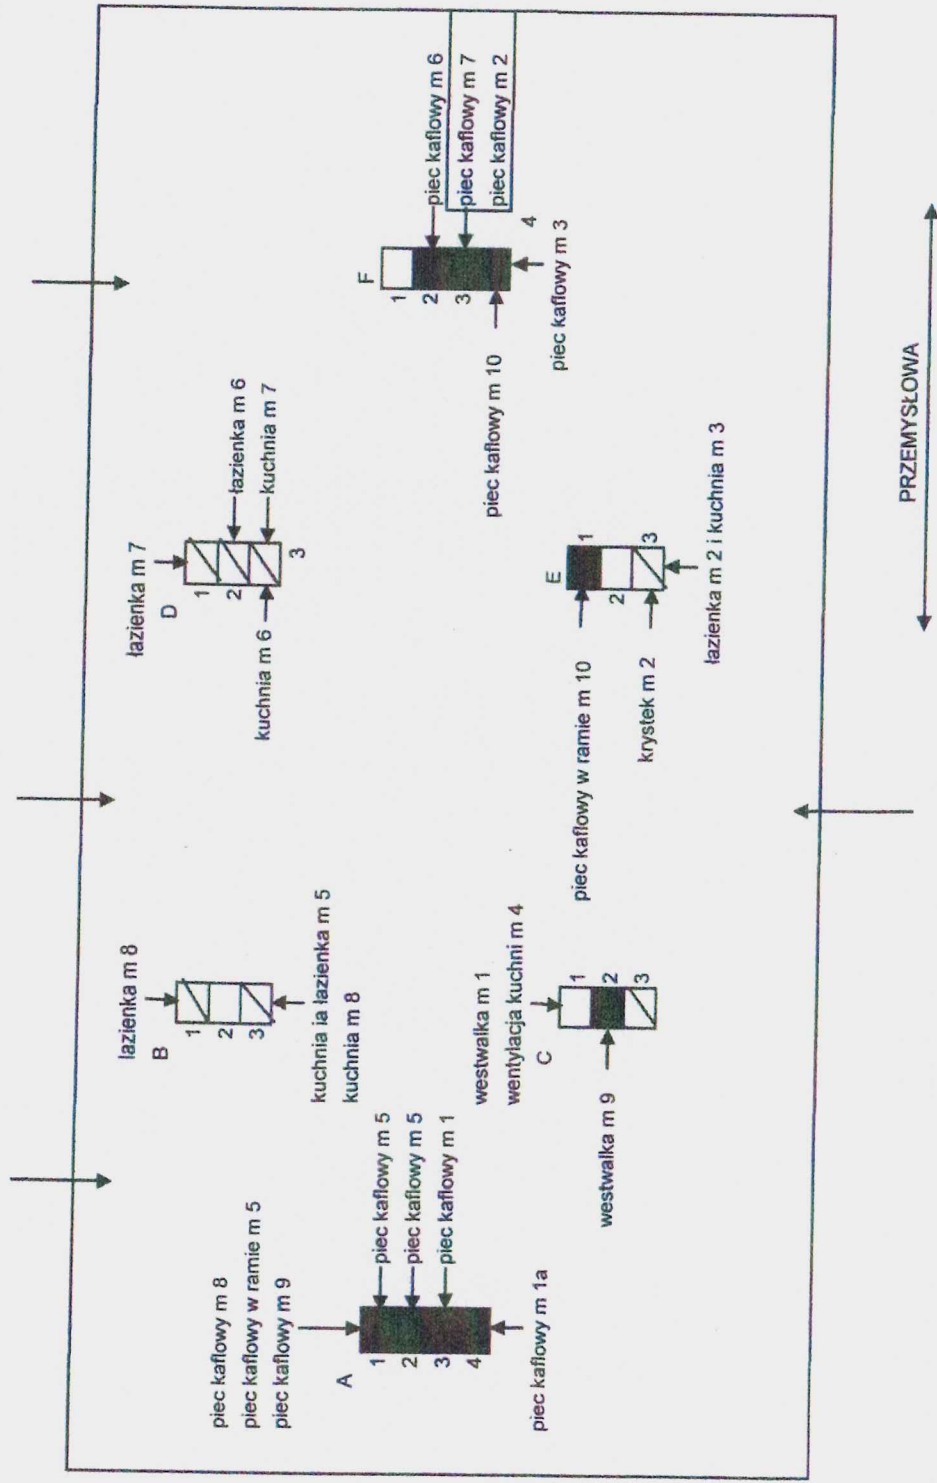 piec kaflowy m 8
piec kaflowy w ramie m 5
piec kaflowy m 9
A
1
2
3
4
piec kaflowy m 5
piec kaflowy m 5
piec kaflowy m 1
piec kaflowy m 1a
lazienka m 8
B
1
2
3
kuchnia ia łazienka m 5
kuchnia m 8
westwalka m 1
wentylacja kuchni m 4
C
1
2
3
westwalka m 9
łazienka m 7
D
1
2
3
łazienka m 6
kuchnia m 7
kuchnia m 6
E
1
2
3
piec kaflowy w ramie m 10
krystek m 2
łazienka m 2 i kuchnia m 3
F
1
2
3
4
piec kaflowy m 6
piec kaflowy m 7
piec kaflowy m 2
piec kaflowy m 10
piec kaflowy m 3
PRZEMYSŁOWA